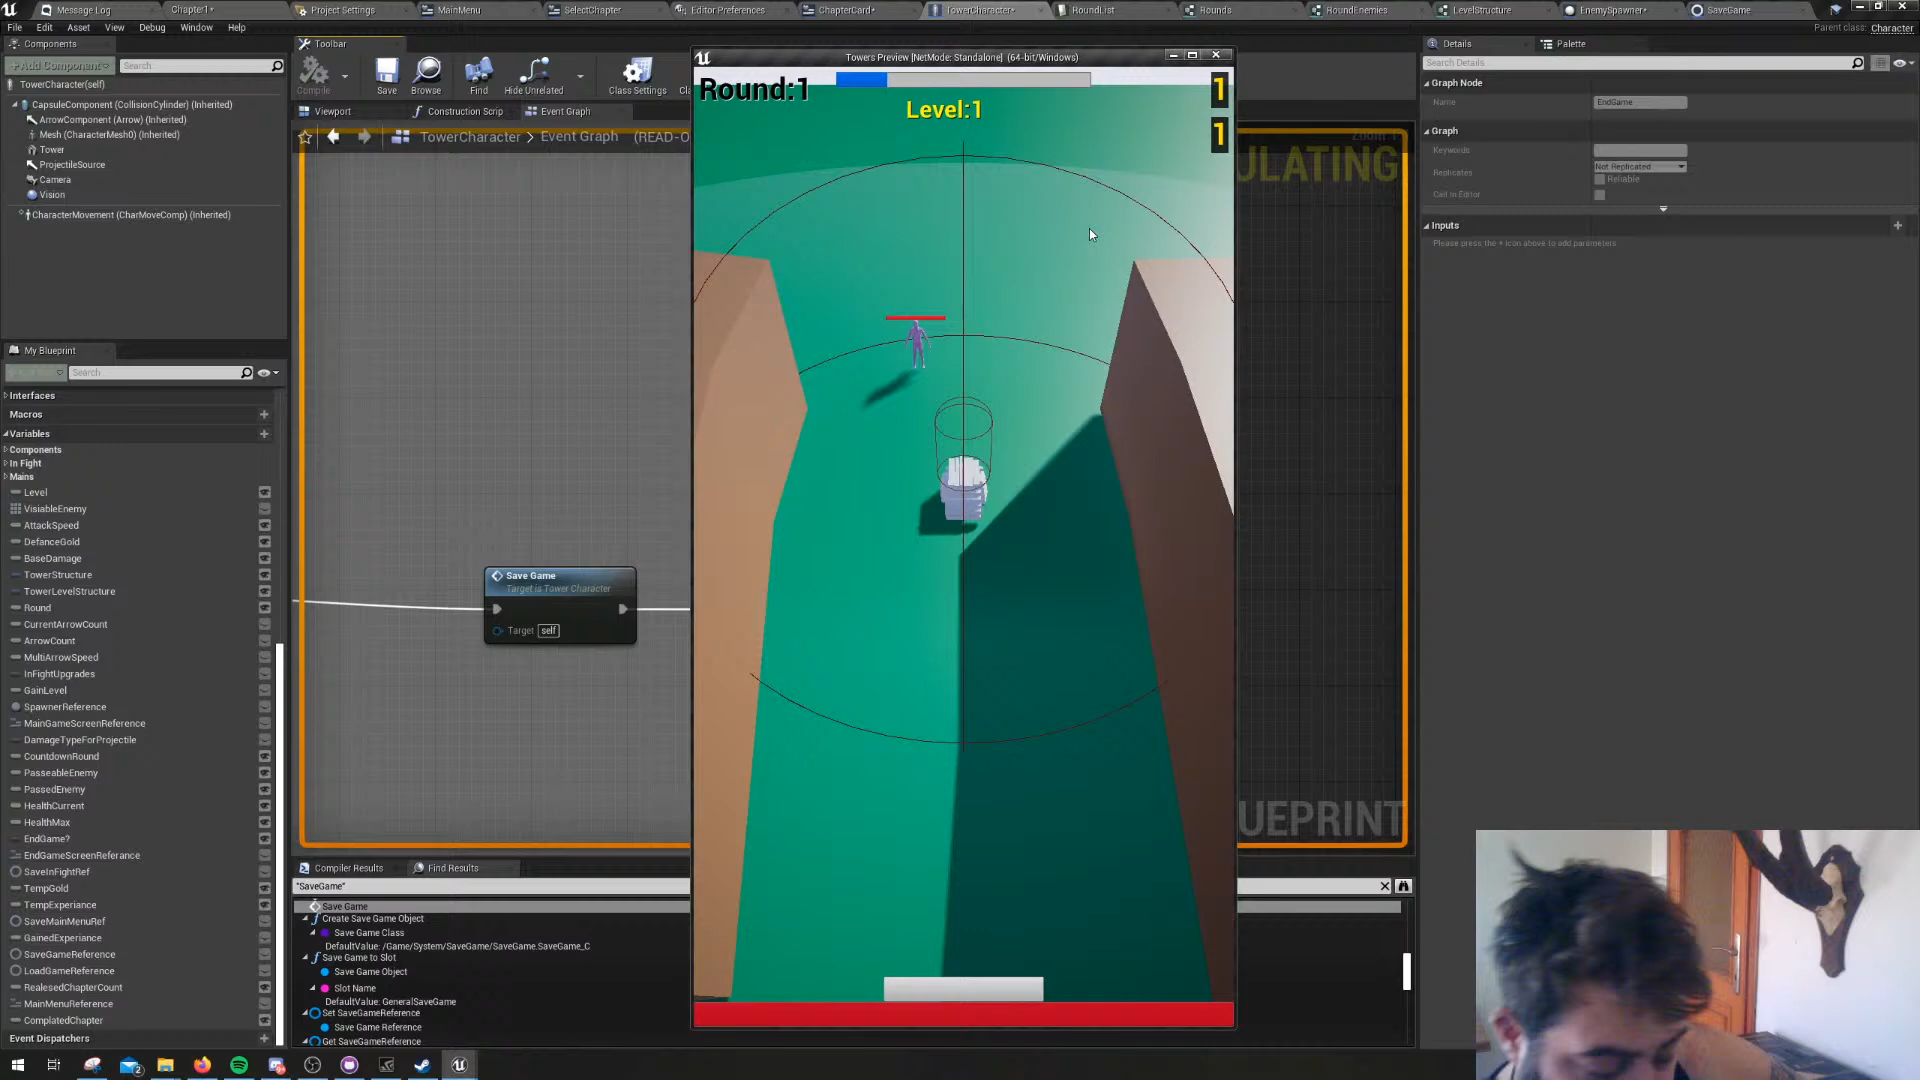 Message Log
Chapter1*
Project Settings
MainMenu
SelectChapter
Editor Preferences
ChapterCard*
TowerCharacter*
RoundList
Rounds
RoundEnemies
LevelStructure
EnemySpawner*
SaveGame
File Edit Asset View Debug Window Help
Parent class: Character
Components
+Add Component
Search
TowerCharacter(self)
CapsuleComponent (CollisionCylinder) (Inherited)
ArrowComponent (Arrow) (Inherited)
Mesh (CharacterMesh0) (Inherited)
Tower
ProjectileSource
Camera
Vision
CharacterMovement (CharMoveComp) (Inherited)
Toolbar
Compile
Save
Browse
Find
Hide Unrelated
Class Settings
Viewport
Construction Scrip
Event Graph
TowerCharacter > Event Graph (READ-O
Towers Preview [NetMode: Standalone] (64-bit/Windows)
Round:1
Level:1
1
1
ULATING
UEPRINT
Save Game
Target is Tower Character
Target self
My Blueprint
Search
Interfaces
Macros
Variables
Components
In Fight
Mains
Level
VisiableEnemy
AttackSpeed
DefanceGold
BaseDamage
TowerStructure
TowerLevelStructure
Round
CurrentArrowCount
ArrowCount
MultiArrowSpeed
InFightUpgrades
GainLevel
SpawnerReference
MainGameScreenReference
DamageTypeForProjectile
CountdownRound
PasseableEnemy
PassedEnemy
HealthCurrent
HealthMax
EndGame?
EndGameScreenReferance
SaveInFightRef
TempGold
TempExperience
SaveMainMenuRef
GainedExperiance
SaveGameReference
LoadGameReference
RealesedChapterCount
MainMenuReference
ComplatedChapter
Event Dispatchers
Compiler Results
Find Results
"SaveGame"
Save Game
Create Save Game Object
Save Game Class
DefaultValue: /Game/System/SaveGame/SaveGame.SaveGame_C
Save Game to Slot
Save Game Object
Slot Name
DefaultValue: GeneralSaveGame
Set SaveGameReference
Save Game Reference
Get SaveGameReference
Details
Palette
Search Details
Graph Node
Name EndGame
Graph
Keywords
Replicates Not Replicated
Reliable
Call In Editor
Inputs
Please press the + icon above to add parameters